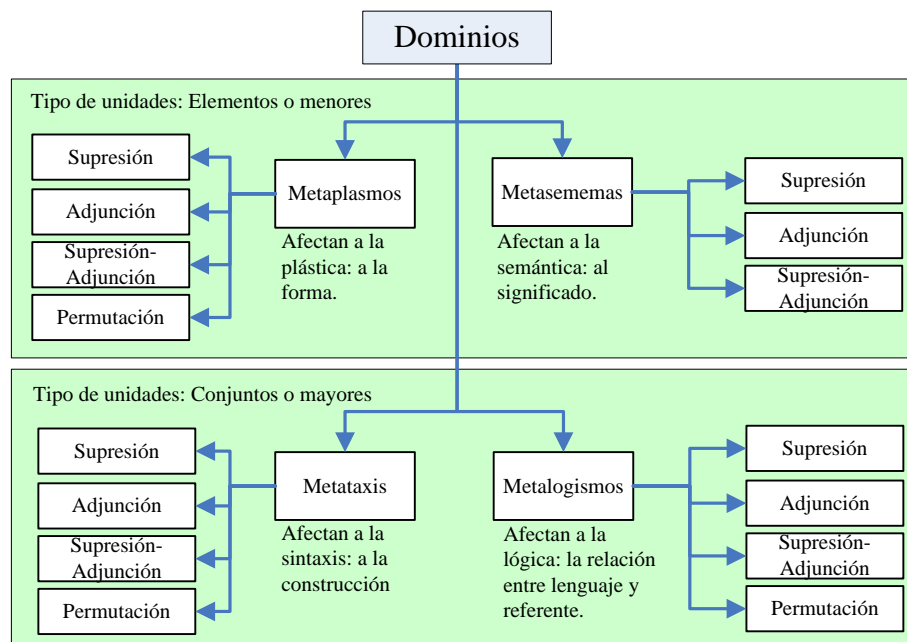 Dominios
Tipo de unidades: Elementos o menores
Supresión
Adjunción
Supresión-
Adjunción
Permutación
Metaplasmos
Afectan a la
plástica: a la
forma.
Metasememas
Afectan a la
semántica: al
significado.
Supresión
Adjunción
Supresión-
Adjunción
Tipo de unidades: Conjuntos o mayores
Supresión
Adjunción
Supresión-
Adjunción
Permutación
Metataxis
Afectan a la
sintaxis: a la
construcción
Metalogismos
Afectan a la
lógica: la relación
entre lenguaje y
referente.
Supresión
Adjunción
Supresión-
Adjunción
Permutación